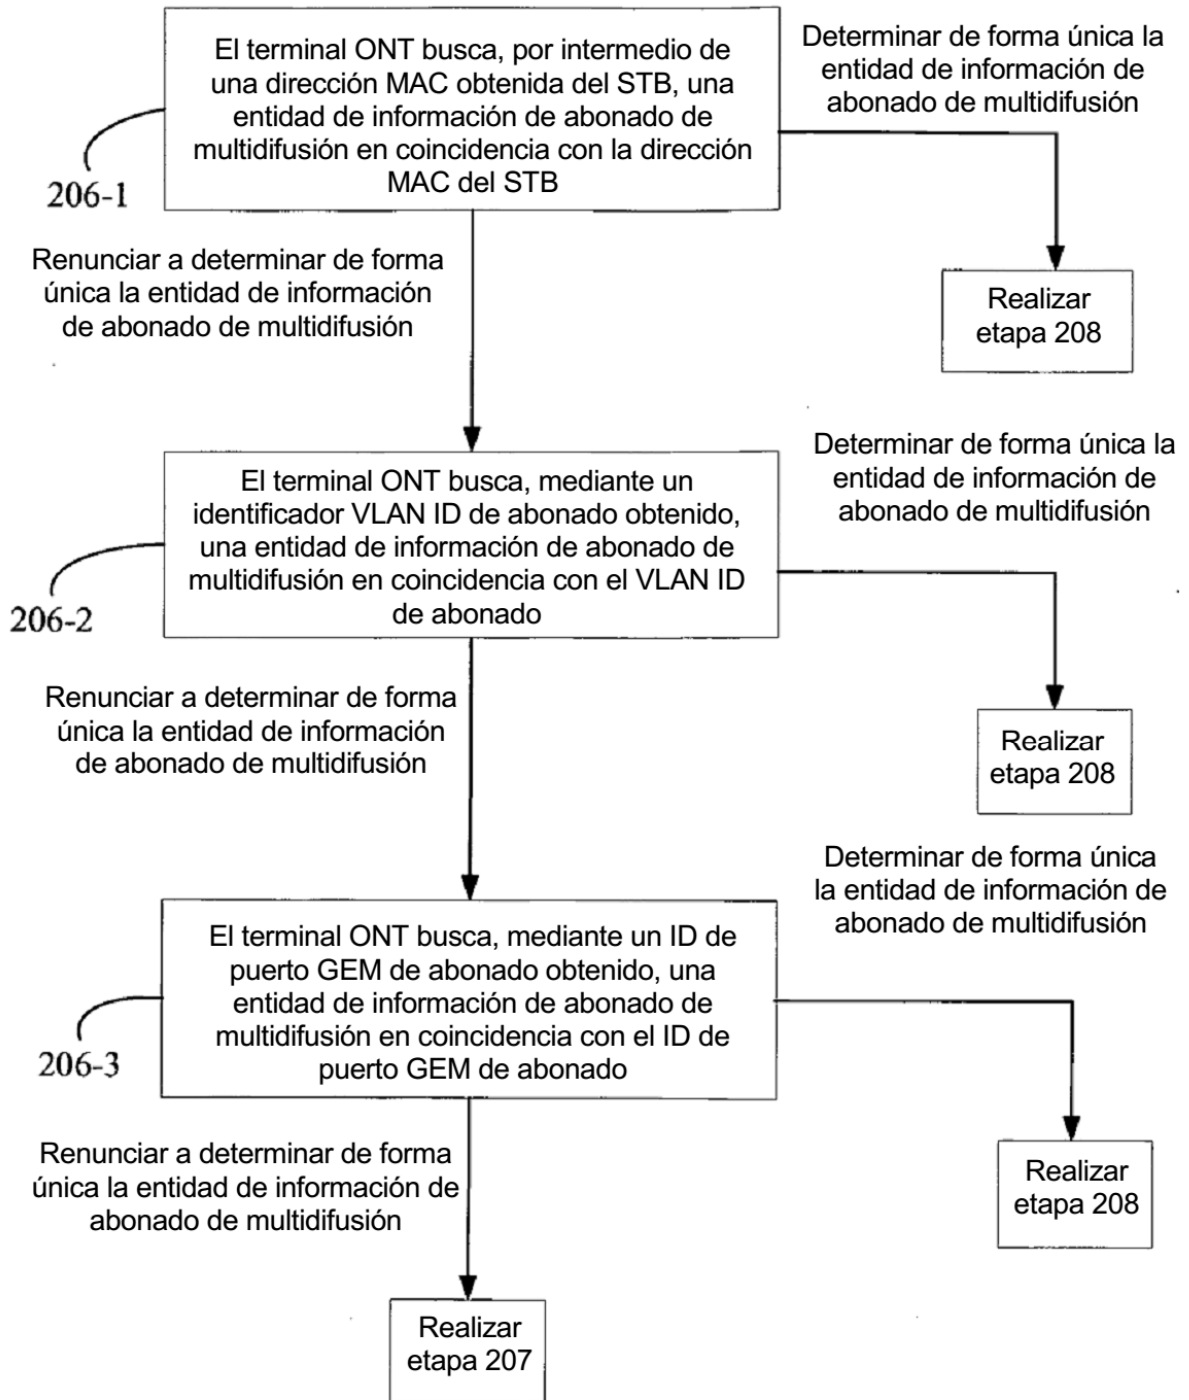 El terminal ONT busca, por intermedio de
una dirección MAC obtenida del STB, una
entidad de información de abonado de
multidifusión en coincidencia con la dirección
MAC del STB
Determinar de forma única la
entidad de información de
abonado de multidifusión
206-1
Renunciar a determinar de forma
única la entidad de información
de abonado de multidifusión
Realizar
etapa 208
El terminal ONT busca, mediante un
identificador VLAN ID de abonado obtenido,
una entidad de información de abonado de
multidifusión en coincidencia con el VLAN ID
de abonado
Determinar de forma única la
entidad de información de
abonado de multidifusión
206-2
Renunciar a determinar de forma
única la entidad de información
de abonado de multidifusión
Realizar
etapa 208
El terminal ONT busca, mediante un ID de
puerto GEM de abonado obtenido, una
entidad de información de abonado de
multidifusión en coincidencia con el ID de
puerto GEM de abonado
Determinar de forma única
la entidad de información de
abonado de multidifusión
206-3
Renunciar a determinar de forma
única la entidad de información de
abonado de multidifusión
Realizar
etapa 208
Realizar
etapa 207